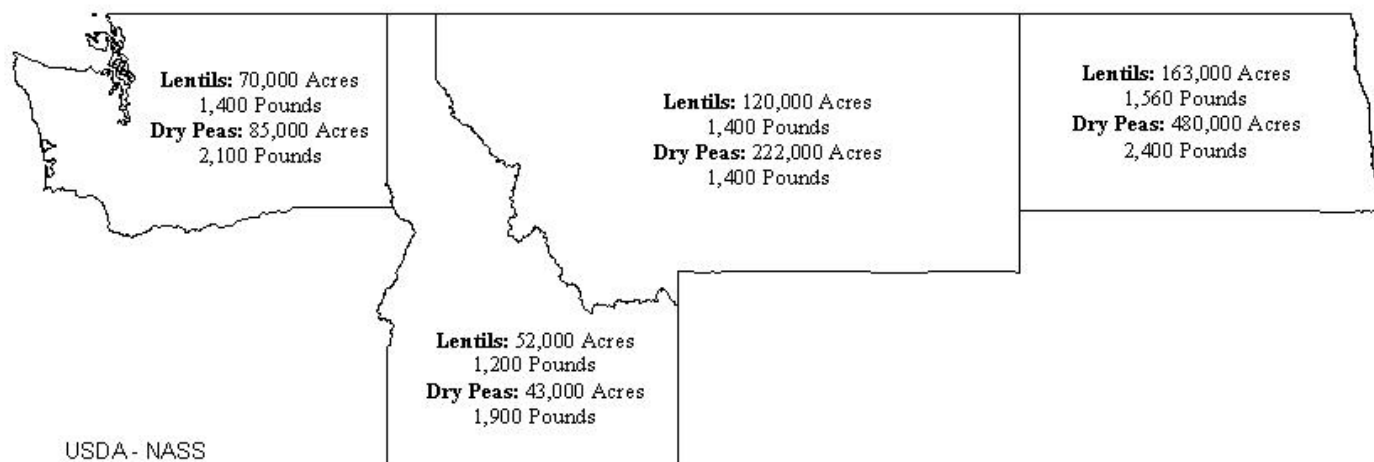 Lentils: 70,000 Acres
1,400 Pounds
Dry Peas: 85,000 Acres
2,100 Pounds
Lentils: 120,000 Acres
1,400 Pounds
Dry Peas: 222,000 Acres
1,400 Pounds
Lentils: 163,000 Acres
1,560 Pounds
Dry Peas: 480,000 Acres
2,400 Pounds
Lentils: 52,000 Acres
1,200 Pounds
Dry Peas: 43,000 Acres
1,900 Pounds
USDA - NASS